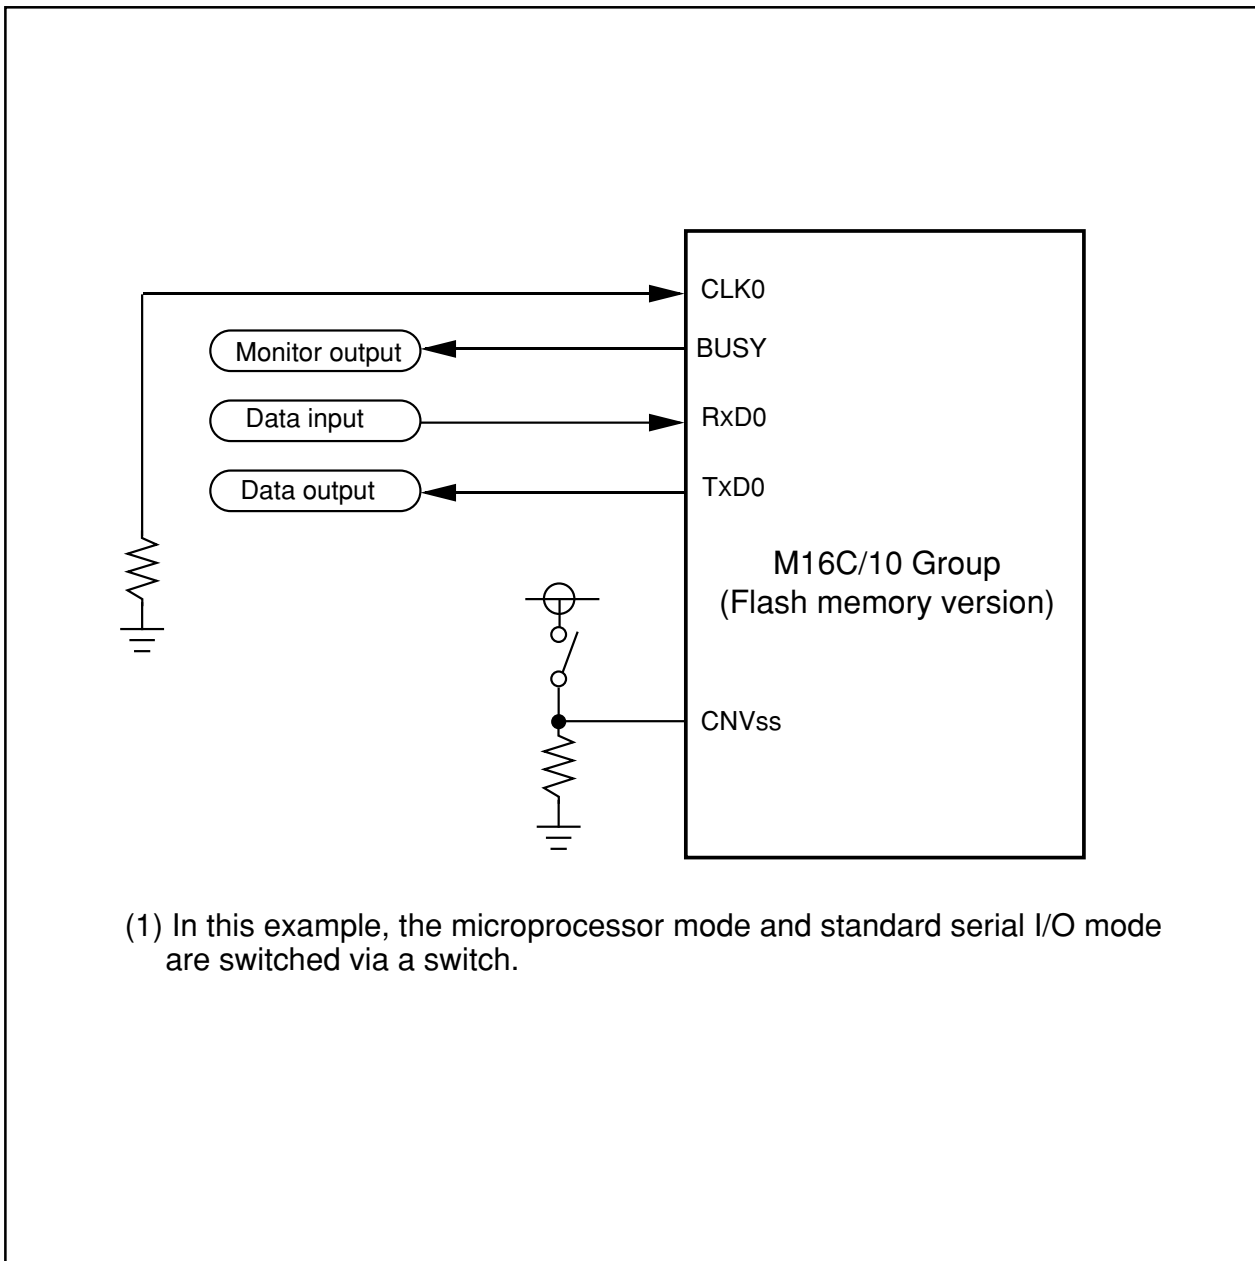 CLK0
Monitor output
BUSY
Data input
RxD0
Data output
TxD0
M16C/10 Group
(Flash memory version)
CNVss
(1) In this example, the microprocessor mode and standard serial I/O mode
are switched via a switch.